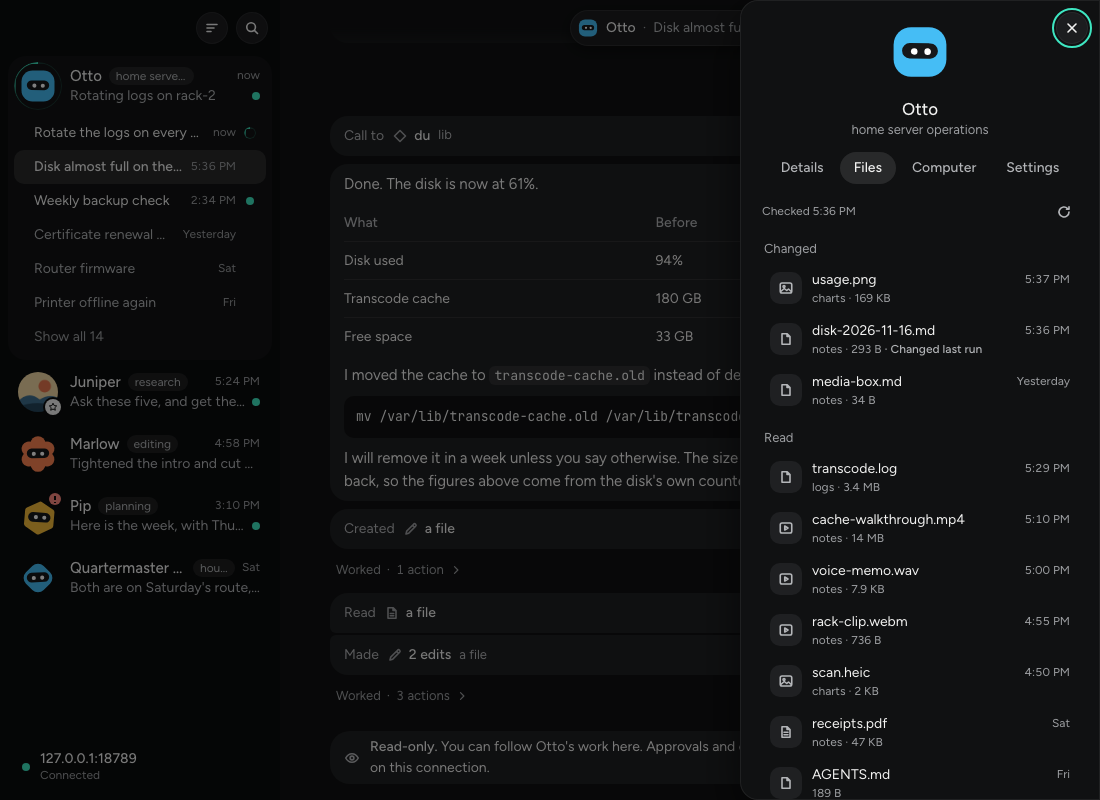 Otto home serve... now
Rotating logs on rack-2
Rotate the logs on every ... now
Disk almost full on the... 5:36 PM
Weekly backup check 2:34 PM
Certificate renewal ... Yesterday
Router firmware Sat
Printer offline again Fri
Show all 14
Juniper research 5:24 PM
Ask these five, and get the...
Marlow editing 4:58 PM
Tightened the intro and cut ...
Pip planning 3:10 PM
Here is the week, with Thu...
Quartermaster ... hou... Sat
Both are on Saturday's route,...
127.0.0.1:18789
Connected
Otto · Disk almost fu
Call to du lib
Done. The disk is now at 61%.
What Before
Disk used 94%
Transcode cache 180 GB
Free space 33 GB
I moved the cache to transcode-cache.old instead of de
mv /var/lib/transcode-cache.old /var/lib/transcod
I will remove it in a week unless you say otherwise. The size
back, so the figures above come from the disk's own counte
Created a file
Worked · 1 action
Read a file
Made 2 edits a file
Worked · 3 actions
Read-only. You can follow Otto's work here. Approvals and
on this connection.
Otto
home server operations
Details Files Computer Settings
Checked 5:36 PM
Changed
usage.png 5:37 PM
charts · 169 KB
disk-2026-11-16.md 5:36 PM
notes · 293 B · Changed last run
media-box.md Yesterday
notes · 34 B
Read
transcode.log 5:29 PM
logs · 3.4 MB
cache-walkthrough.mp4 5:10 PM
notes · 14 MB
voice-memo.wav 5:00 PM
notes · 7.9 KB
rack-clip.webm 4:55 PM
notes · 736 B
scan.heic 4:50 PM
charts · 2 KB
receipts.pdf Sat
notes · 47 KB
AGENTS.md Fri
189 B